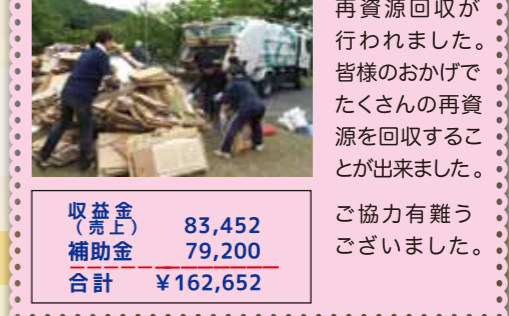 再資源回収が
行われました。
皆様のおかげで
たくさんの再資
源を回収するこ
とが出来ました。
ご協力有難う
ございました。
収益金
（売上） 83,452
補助金 79,200
合計 ¥162,652